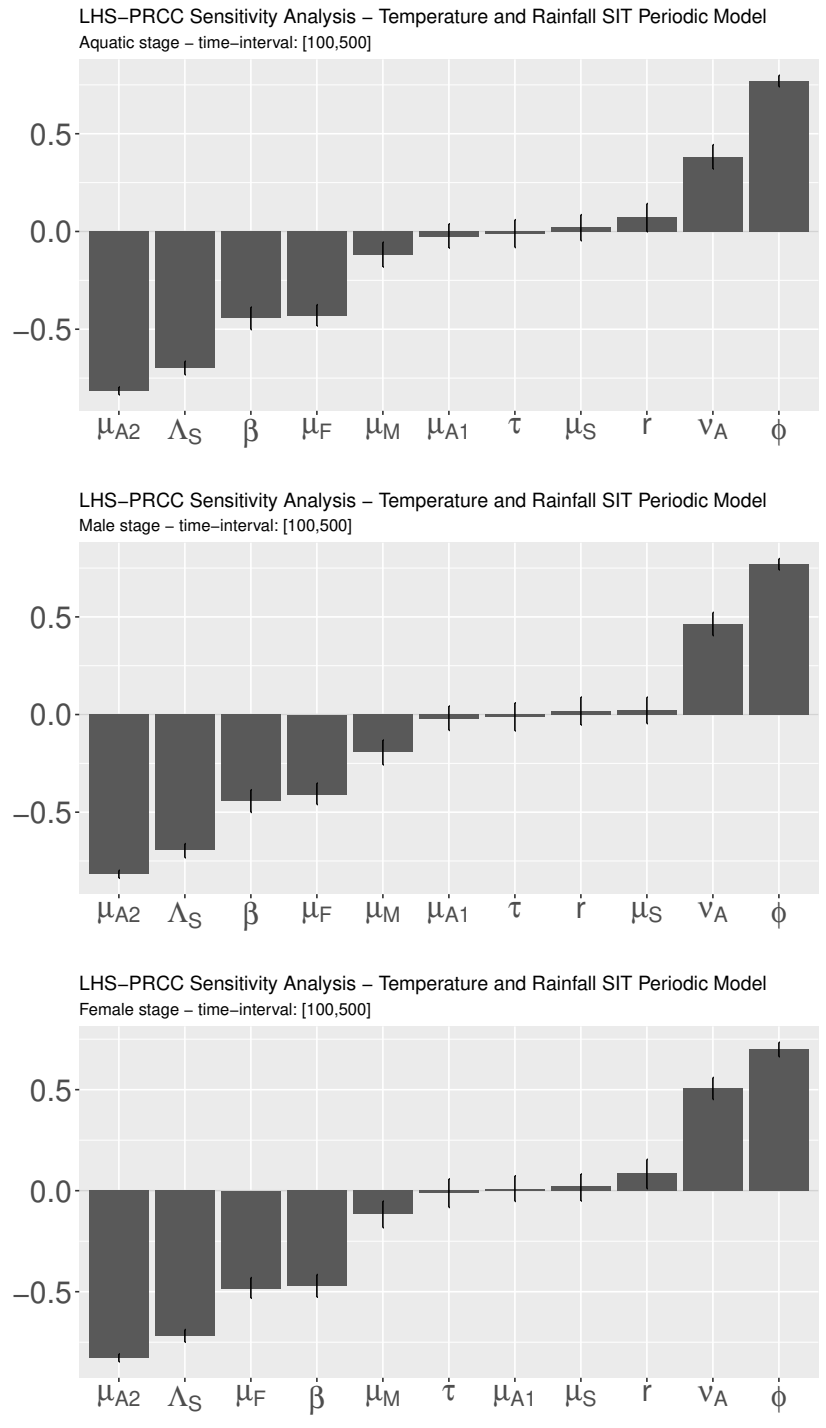 LHS−PRCC Sensitivity Analysis − Temperature and Rainfall SIT Periodic Model
Aquatic stage − time−interval: [100,500]
0.5
0.0
−0.5
μA2 ΛS β μF μM μA1 τ μS r νA ϕ
LHS−PRCC Sensitivity Analysis − Temperature and Rainfall SIT Periodic Model
Male stage − time−interval: [100,500]
0.5
0.0
−0.5
μA2 ΛS β μF μM μA1 τ r μS νA ϕ
LHS−PRCC Sensitivity Analysis − Temperature and Rainfall SIT Periodic Model
Female stage − time−interval: [100,500]
0.5
0.0
−0.5
μA2 ΛS μF β μM τ μA1 μS r νA ϕ